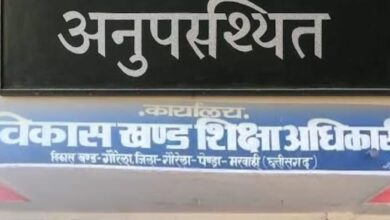 अनुपस्थित
.कार्यालय.
विकास खण्ड शिक्षा अधिकारी
विकास खण्ड-गौरेला, जिला-गौरेला-पेण्ड्रा-मरवाही (छत्तीसगढ़)